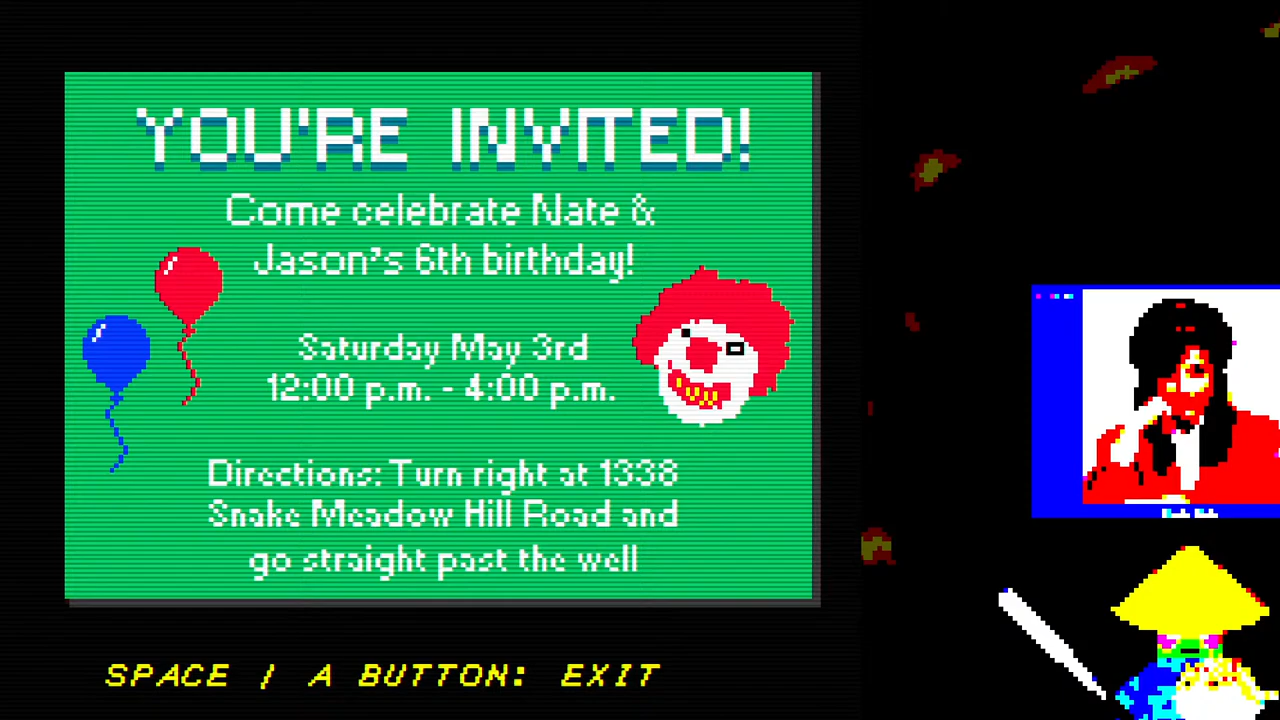 YOU'RE INVITED!
Come celebrate Nate &
Jason's 6th birthday!
Saturday May 3rd
12:00 p.m. - 4:00 p.m.
Directions: Turn right at 1338
Snake Meadow Hill Road and
go straight past the well
SPACE / A BUTTON: EXIT